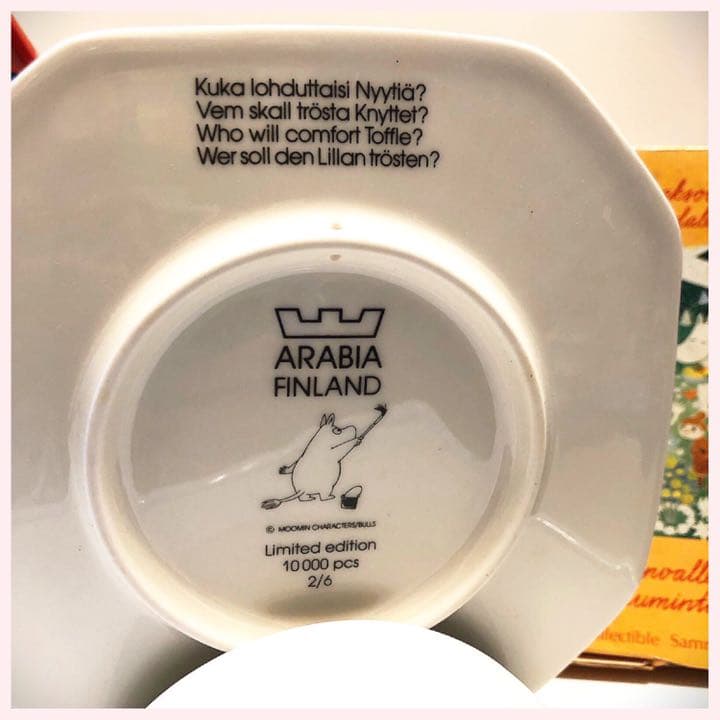 Kuka lohduttaisi Nyytiä?
Vem skall trösta Knyttet?
Who will comfort Toffle?
Wer soll den Lillan trösten?
ARABIA
FINLAND
© MOOMIN CHARACTERS/BULLS
Limited edition
10 000 pcs
2/6